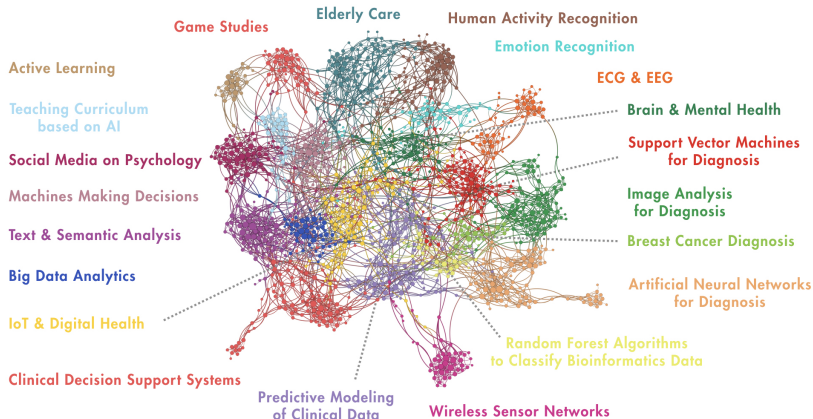 Elderly Care
Human Activity Recognition
Game Studies
Emotion Recognition
Active Learning
ECG & EEG
Teaching Curriculum
based on AI
Brain & Mental Health
Support Vector Machines
for Diagnosis
Social Media on Psychology
Machines Making Decisions
Image Analysis
for Diagnosis
Text & Semantic Analysis
Breast Cancer Diagnosis
Big Data Analytics
Artificial Neural Networks
for Diagnosis
IoT & Digital Health
Random Forest Algorithms
to Classify Bioinformatics Data
Clinical Decision Support Systems
Predictive Modeling
of Clinical Data
Wireless Sensor Networks